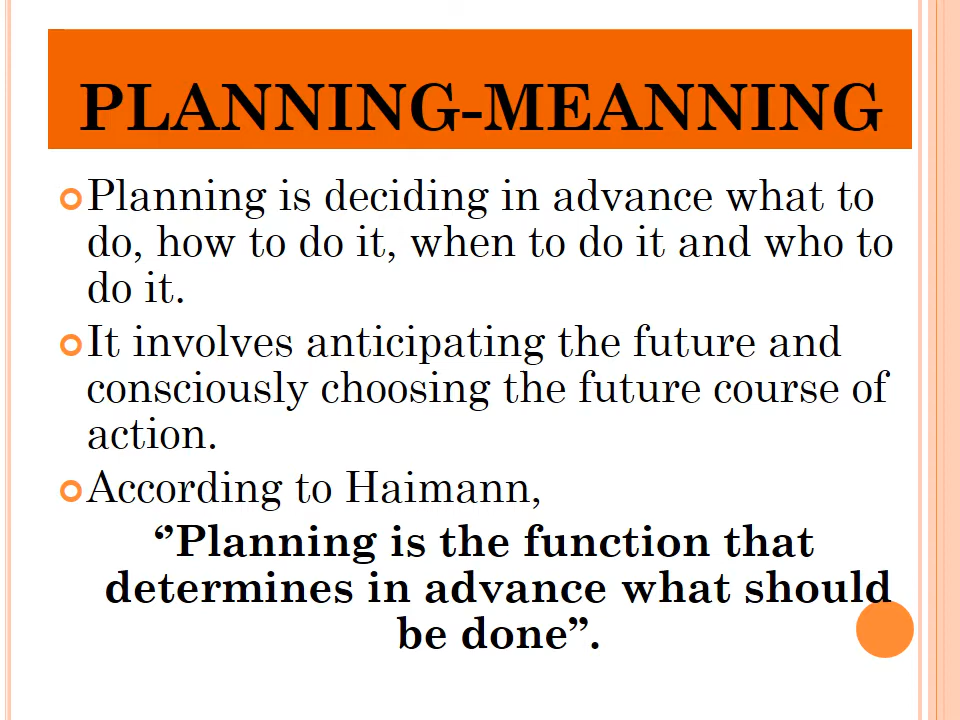 PLANNING-MEANNING
Planning is deciding in advance what to
do, how to do it, when to do it and who to
do it.
It involves anticipating the future and
consciously choosing the future course of
action.
According to Haimann,
‘’Planning is the function that
determines in advance what should
be done”.